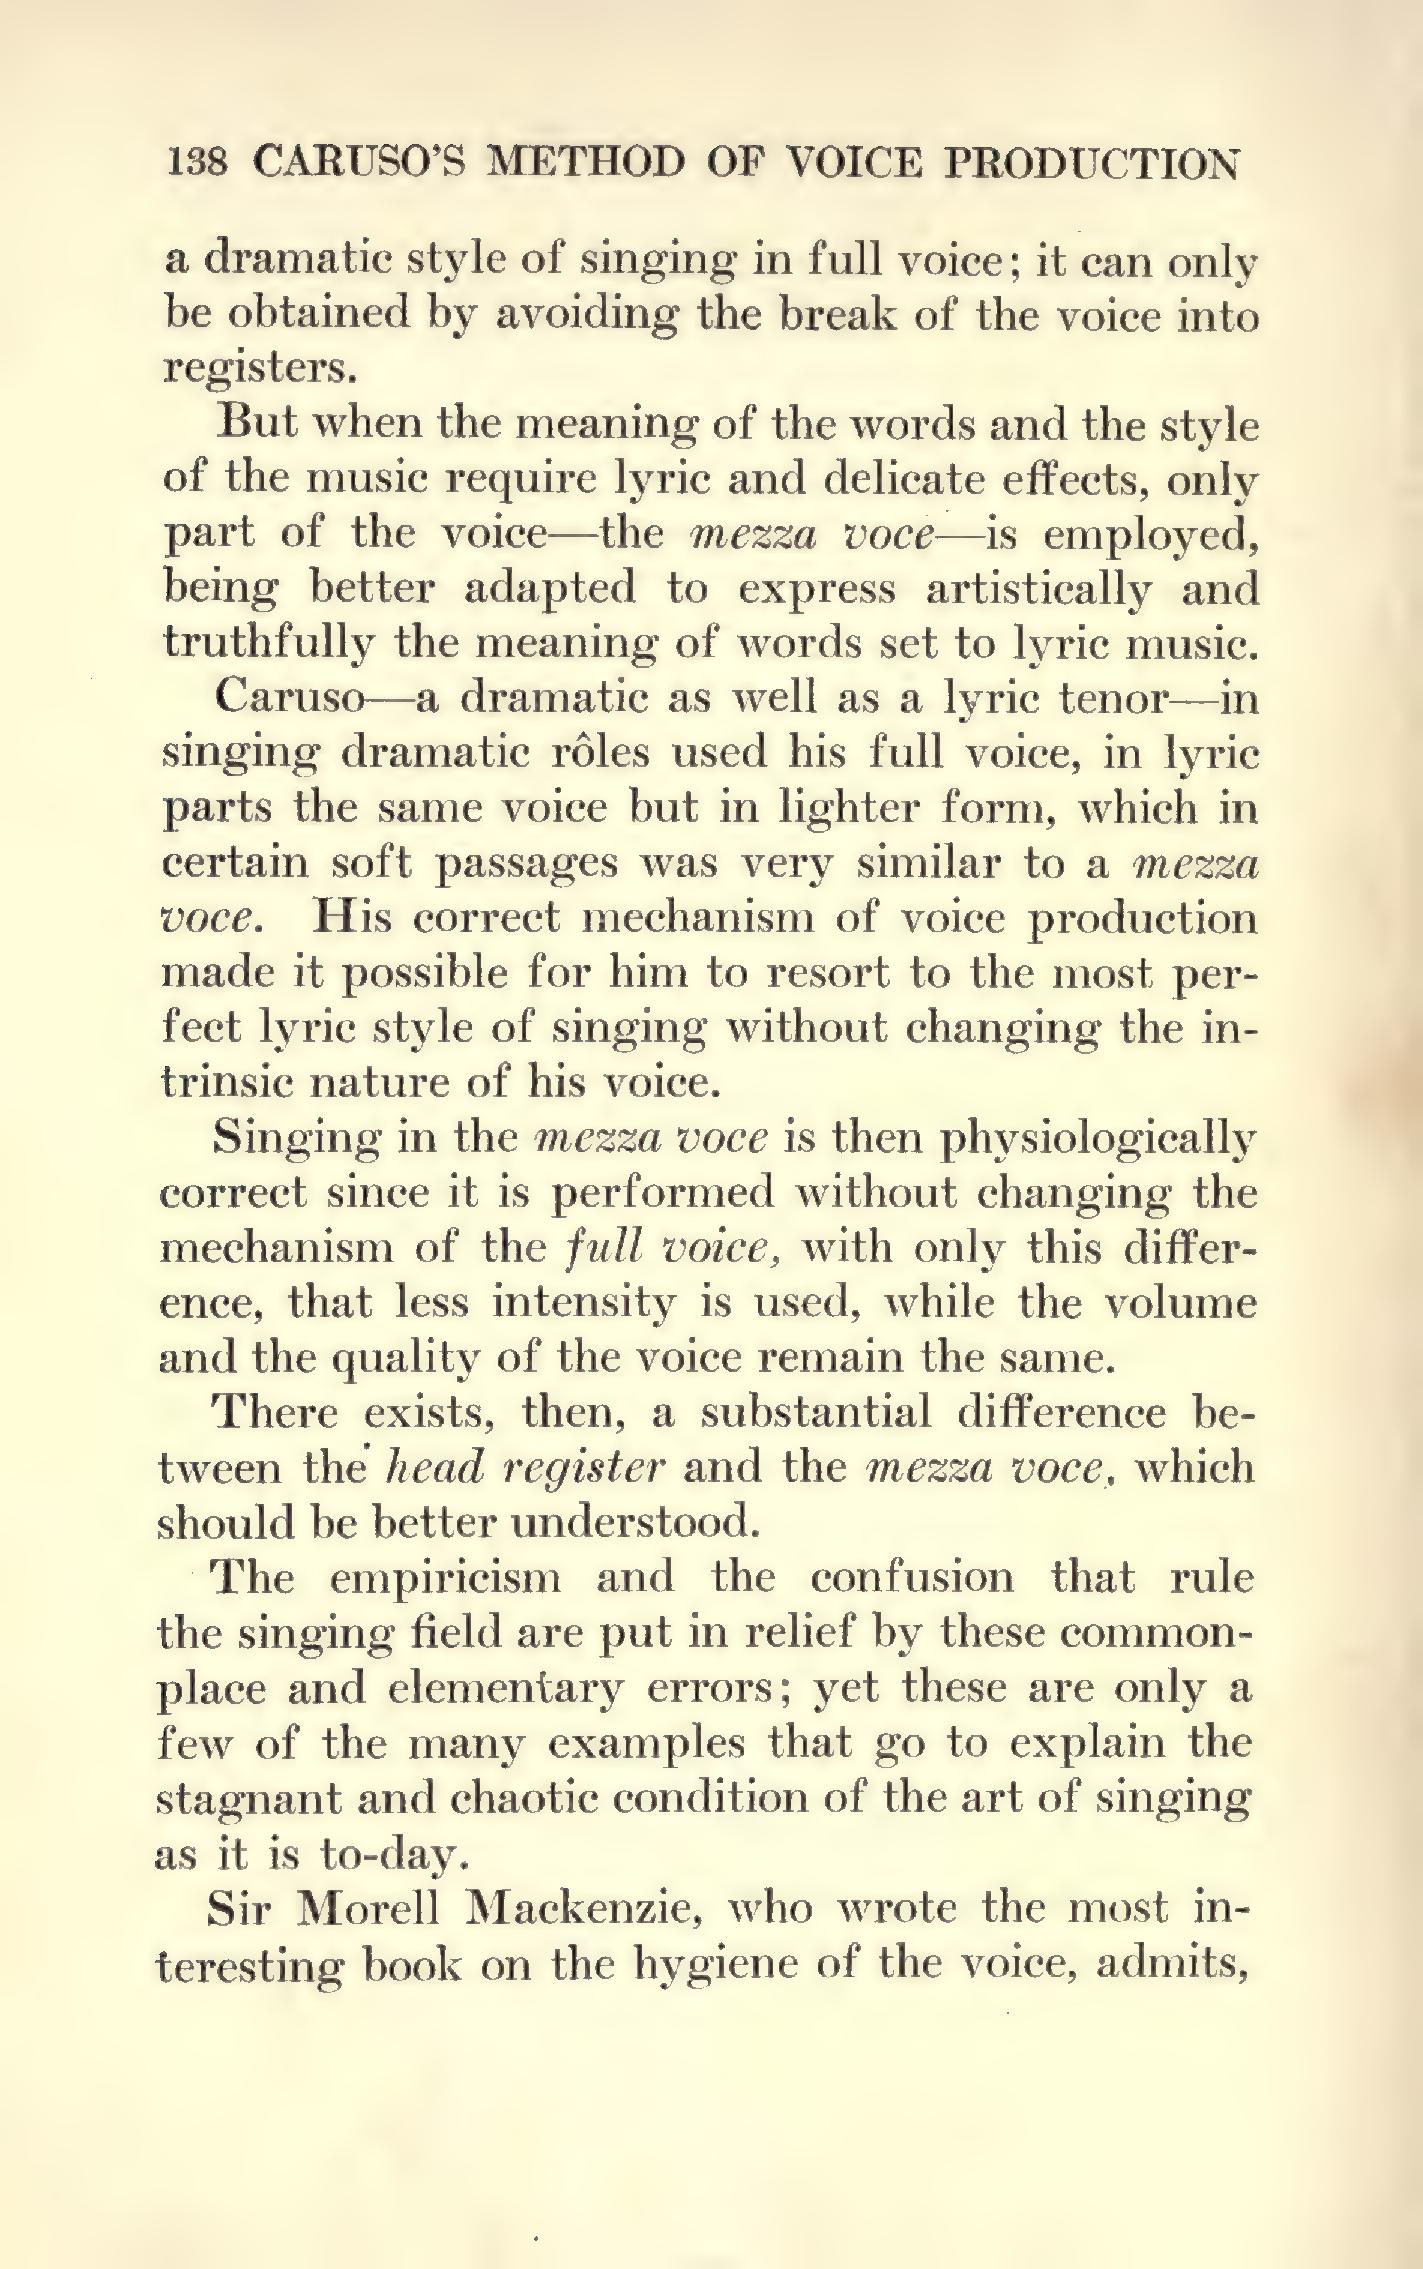 138 CARUSO'S METHOD OF VOICE PRODUCTION
a dramatic style of singing in full voice; it can only
be obtained by avoiding the break of the voice into
registers.
But when the meaning of the words and the style
of the music require lyric and delicate effects, only
part of the voice—the mezza voce—is employed,
being better adapted to express artistically and
truthfully the meaning of words set to lyric music.
Caruso—a dramatic as well as a lyric tenor—in
singing dramatic rôles used his full voice, in lyric
parts the same voice but in lighter form, which in
certain soft passages was very similar to a mezza
voce. His correct mechanism of voice production
made it possible for him to resort to the most per-
fect lyric style of singing without changing the in-
trinsic nature of his voice.
Singing in the mezza voce is then physiologically
correct since it is performed without changing the
mechanism of the full voice, with only this differ-
ence, that less intensity is used, while the volume
and the quality of the voice remain the same.
There exists, then, a substantial difference be-
tween the head register and the mezza voce, which
should be better understood.
The empiricism and the confusion that rule
the singing field are put in relief by these common-
place and elementary errors; yet these are only a
few of the many examples that go to explain the
stagnant and chaotic condition of the art of singing
as it is to-day.
Sir Morell Mackenzie, who wrote the most in-
teresting book on the hygiene of the voice, admits,